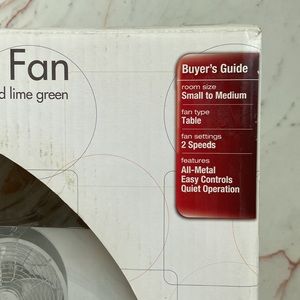 Fan
d lime green
Buyer's Guide
room size
Small to Medium
fan type
Table
fan settings
2 Speeds
features
All-Metal
Easy Controls
Quiet Operation